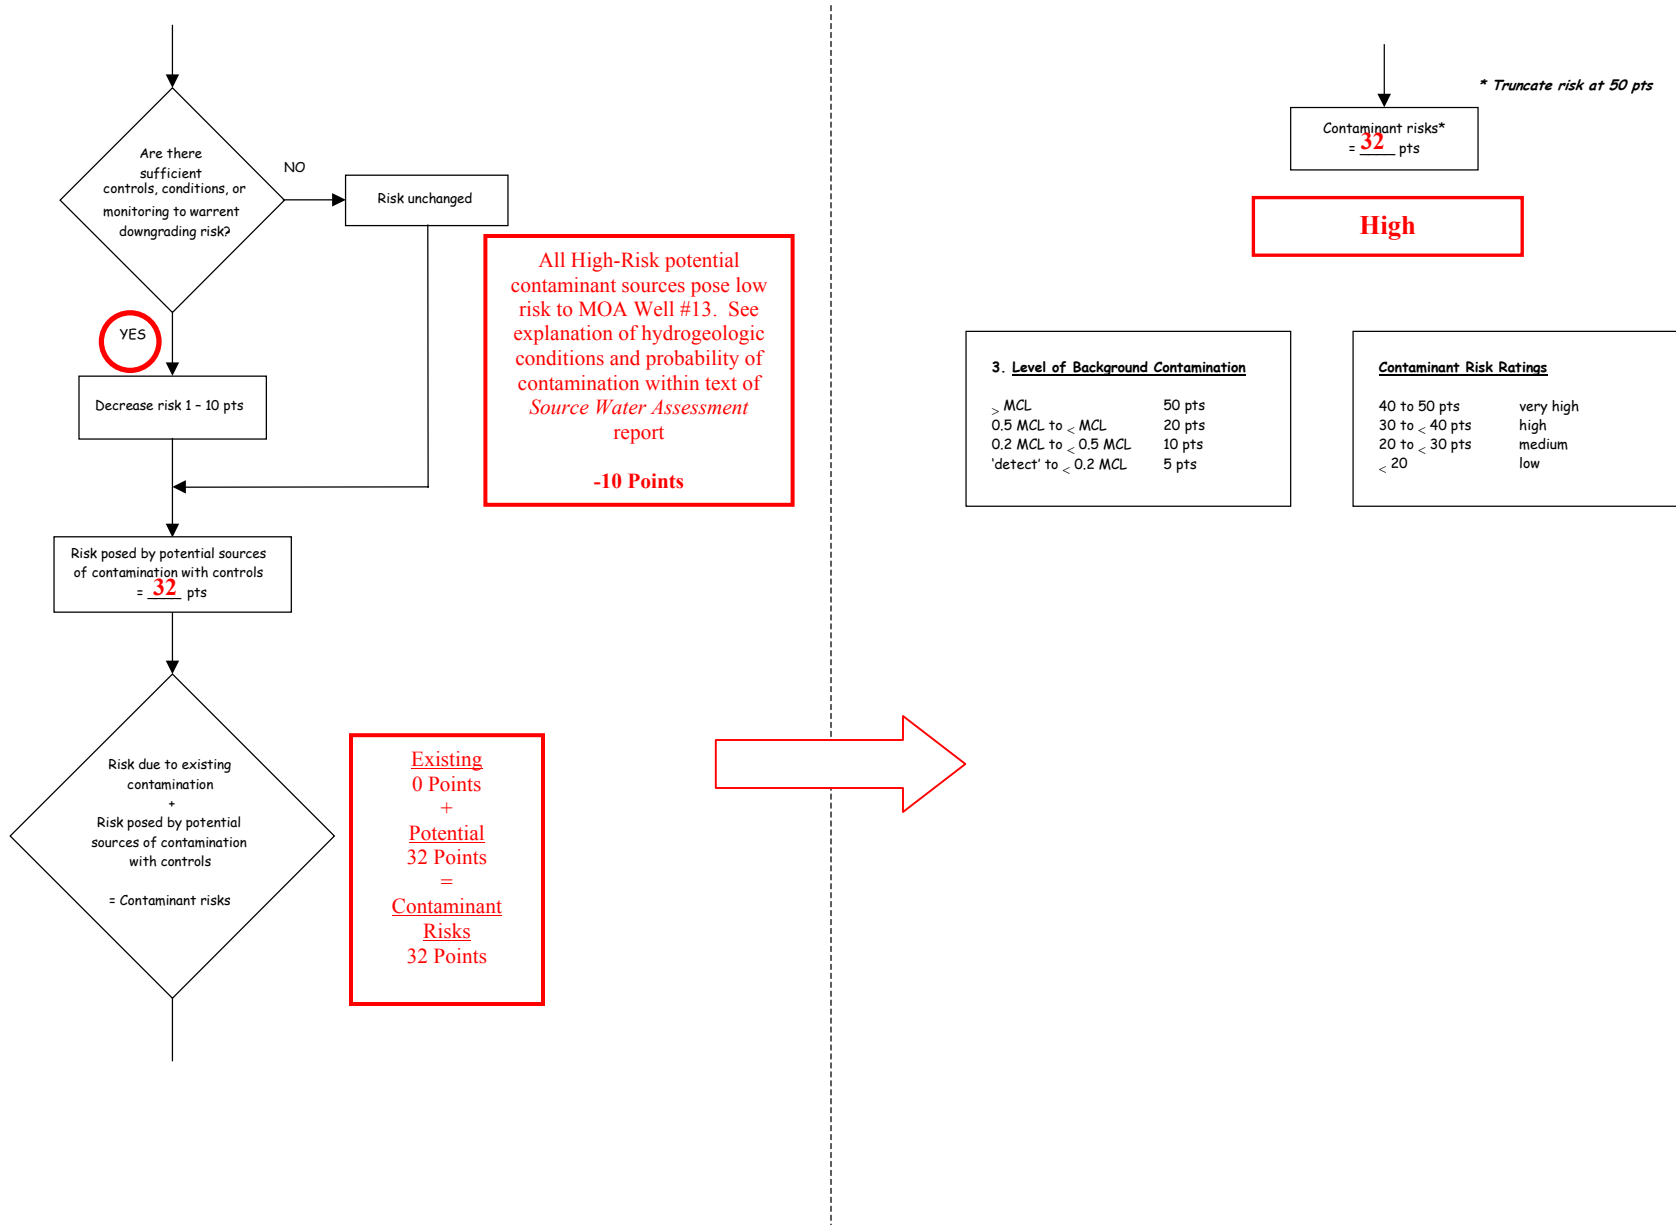 Are there
sufficient
controls, conditions, or
monitoring to warrent
downgrading risk?
NO
Risk unchanged
YES
Decrease risk 1 – 10 pts
All High-Risk potential
contaminant sources pose low
risk to MOA Well #13. See
explanation of hydrogeologic
conditions and probability of
contamination within text of
Source Water Assessment
report
-10 Points
Risk posed by potential sources
of contamination with controls
= 32 pts
Risk due to existing
contamination
+
Risk posed by potential
sources of contamination
with controls
= Contaminant risks
Existing
0 Points
+
Potential
32 Points
=
Contaminant
Risks
32 Points
* Truncate risk at 50 pts
Contaminant risks*
= 32 pts
High
3. Level of Background Contamination
> MCL 50 pts
0.5 MCL to < MCL 20 pts
0.2 MCL to < 0.5 MCL 10 pts
'detect' to < 0.2 MCL 5 pts
Contaminant Risk Ratings
40 to 50 pts very high
30 to < 40 pts high
20 to < 30 pts medium
< 20 low